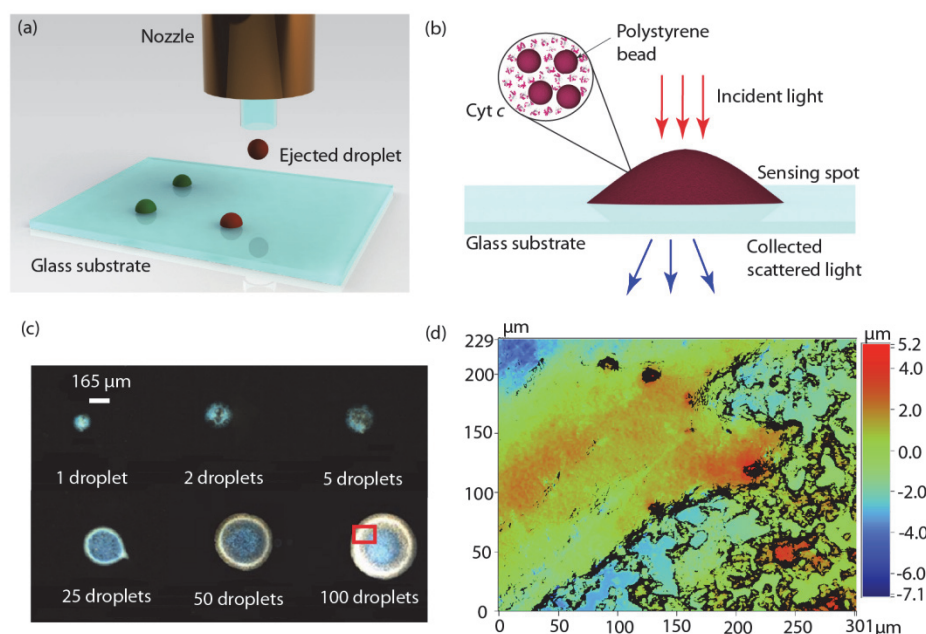 (a)
Nozzle
Ejected droplet
Glass substrate
(b)
Polystyrene
bead
Cyt c
Incident light
Sensing spot
Glass substrate
Collected
scattered light
(c)
165 µm
1 droplet
2 droplets
5 droplets
25 droplets
50 droplets
100 droplets
(d)
µm
229
200
150
100
50
0
0
50
100
150
200
250
301
µm
µm
5.2
4.0
2.0
0.0
-2.0
-4.0
-6.0
-7.1